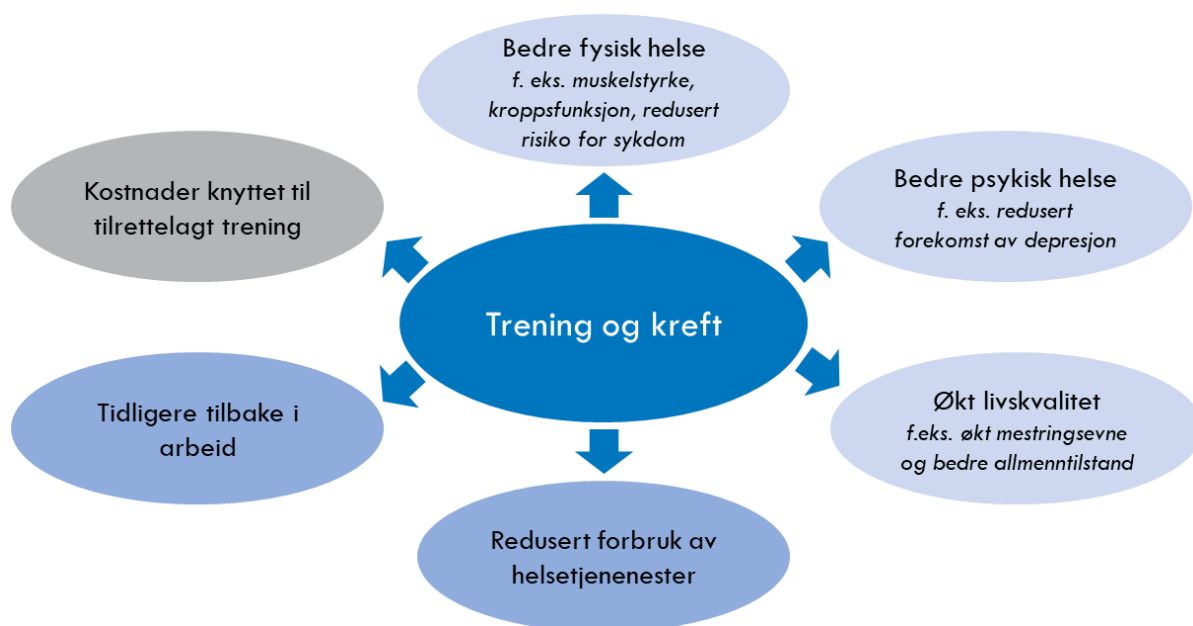 Bedre fysisk helse
f. eks. muskelstyrke,
kroppsfunksjon, redusert
risiko for sykdom
Kostnader knyttet til
tilrettelagt trening
Bedre psykisk helse
f. eks. redusert
forekomst av depresjon
Trening og kreft
Tidligere tilbake i
arbeid
Økt livskvalitet
f.eks. økt mestringsevne
og bedre allmenntilstand
Redusert forbruk av
helsetjenenester